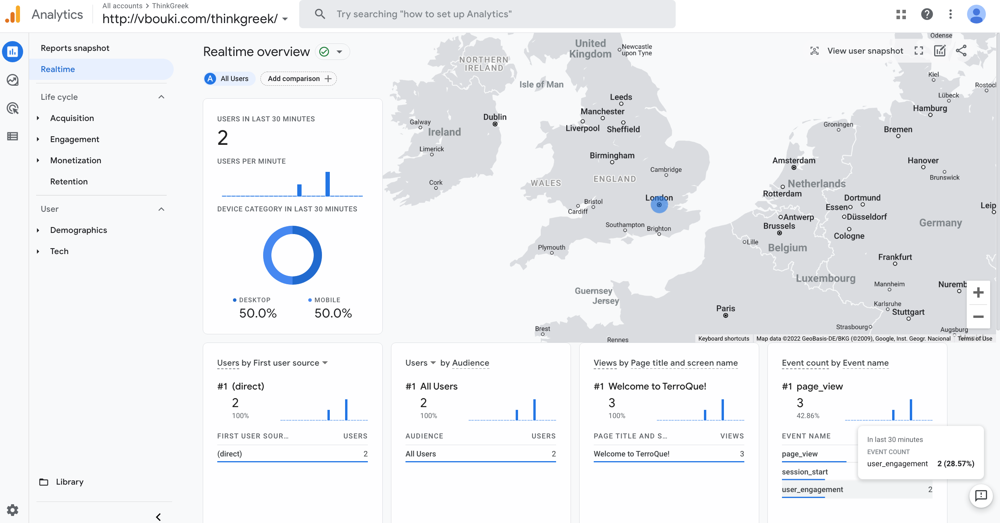 Analytics
All accounts > ThinkGreek
http://vbouki.com/thinkgreek/
Try searching "how to set up Analytics"
Reports snapshot
Realtime
Life cycle
Acquisition
Engagement
Monetization
Retention
User
Demographics
Tech
Library
Realtime overview
A All Users
Add comparison
View user snapshot
USERS IN LAST 30 MINUTES
2
USERS PER MINUTE
DEVICE CATEGORY IN LAST 30 MINUTES
DESKTOP
50.0%
MOBILE
50.0%
United
Kingdom
Newcastle
upon Tyne
NORTHERN
IRELAND
Isle of Man
Leeds
Manchester
Liverpool
Sheffield
Dublin
Galway
Ireland
Limerick
Cork
Birmingham
Cambridge
WALES
ENGLAND
London
Bristol
Cardiff
Southampton
Brighton
Plymouth
Guernsey
Jersey
Brest
Rennes
Paris
Odense
Kiel
Rostock
Lübeck
Hamburg
Groningen
Bremen
Amsterdam
Hanover
Brunswick
Netherlands
Rotterdam
Dortmund
Essen
Düsseldorf
Leip
Antwerp
Brussels
Cologne
Germany
Lille
Belgium
Frankfurt
Luxembourg
Mannheim
Nuremb
Karlsruhe
Stuttgart
Strasbourg
Augsburg
Keyboard shortcuts
Map data ©2022 GeoBasis-DE/BKG (©2009), Google, Inst. Geogr. Nacional
Terms of Use
Users by First user source
#1 (direct)
2
100%
FIRST USER SOUR... USERS
(direct) 2
Users by Audience
#1 All Users
2
100%
AUDIENCE USERS
All Users 2
Views by Page title and screen name
#1 Welcome to TerroQue!
3
100%
PAGE TITLE AND S... VIEWS
Welcome to TerroQue! 3
Event count by Event name
#1 page_view
3
42.86%
EVENT NAME
page_view
session_start
user_engagement 2
In last 30 minutes
EVENT COUNT
user_engagement 2 (28.57%)